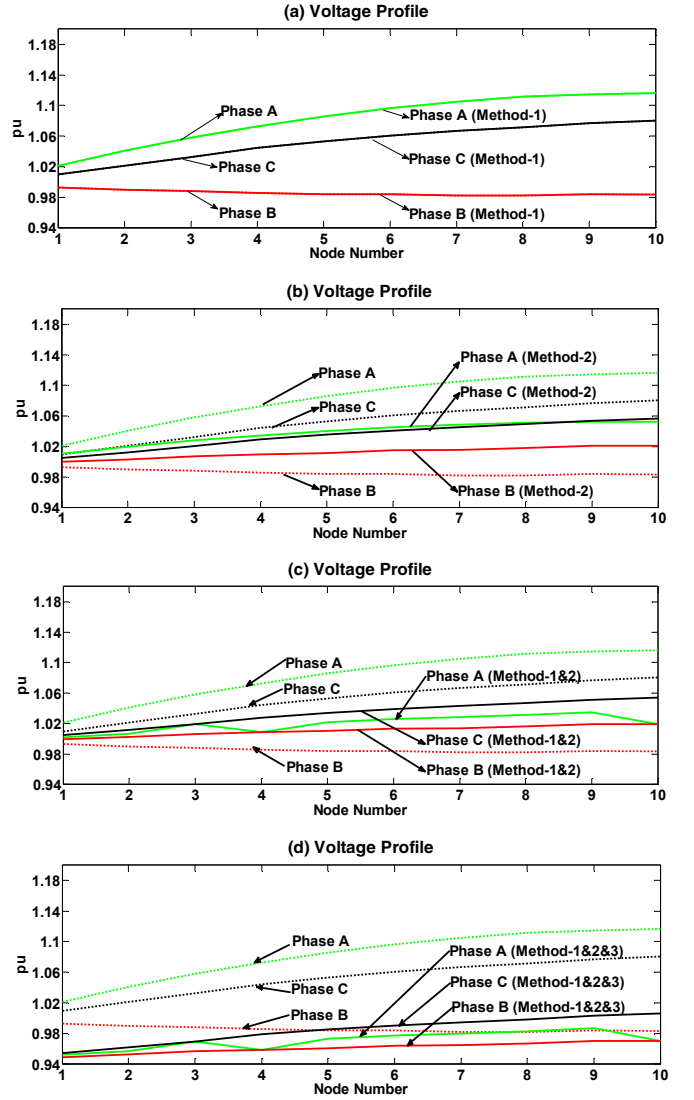 (a) Voltage Profile
1.18
1.14
1.1
1.06
1.02
0.98
0.94
pu
Phase A
Phase A (Method-1)
Phase C
Phase C (Method-1)
Phase B
Phase B (Method-1)
1 2 3 4 5 6 7 8 9 10
Node Number
(b) Voltage Profile
1.18
1.14
1.1
1.06
1.02
0.98
0.94
pu
Phase A
Phase A (Method-2)
Phase C
Phase C (Method-2)
Phase B
Phase B (Method-2)
1 2 3 4 5 6 7 8 9 10
Node Number
(c) Voltage Profile
1.18
1.14
1.1
1.06
1.02
0.98
0.94
pu
Phase A
Phase A (Method-1&2)
Phase C
Phase C (Method-1&2)
Phase B
Phase B (Method-1&2)
1 2 3 4 5 6 7 8 9 10
Node Number
(d) Voltage Profile
1.18
1.14
1.1
1.06
1.02
0.98
0.94
pu
Phase A
Phase A (Method-1&2&3)
Phase C
Phase C (Method-1&2&3)
Phase B
Phase B (Method-1&2&3)
1 2 3 4 5 6 7 8 9 10
Node Number